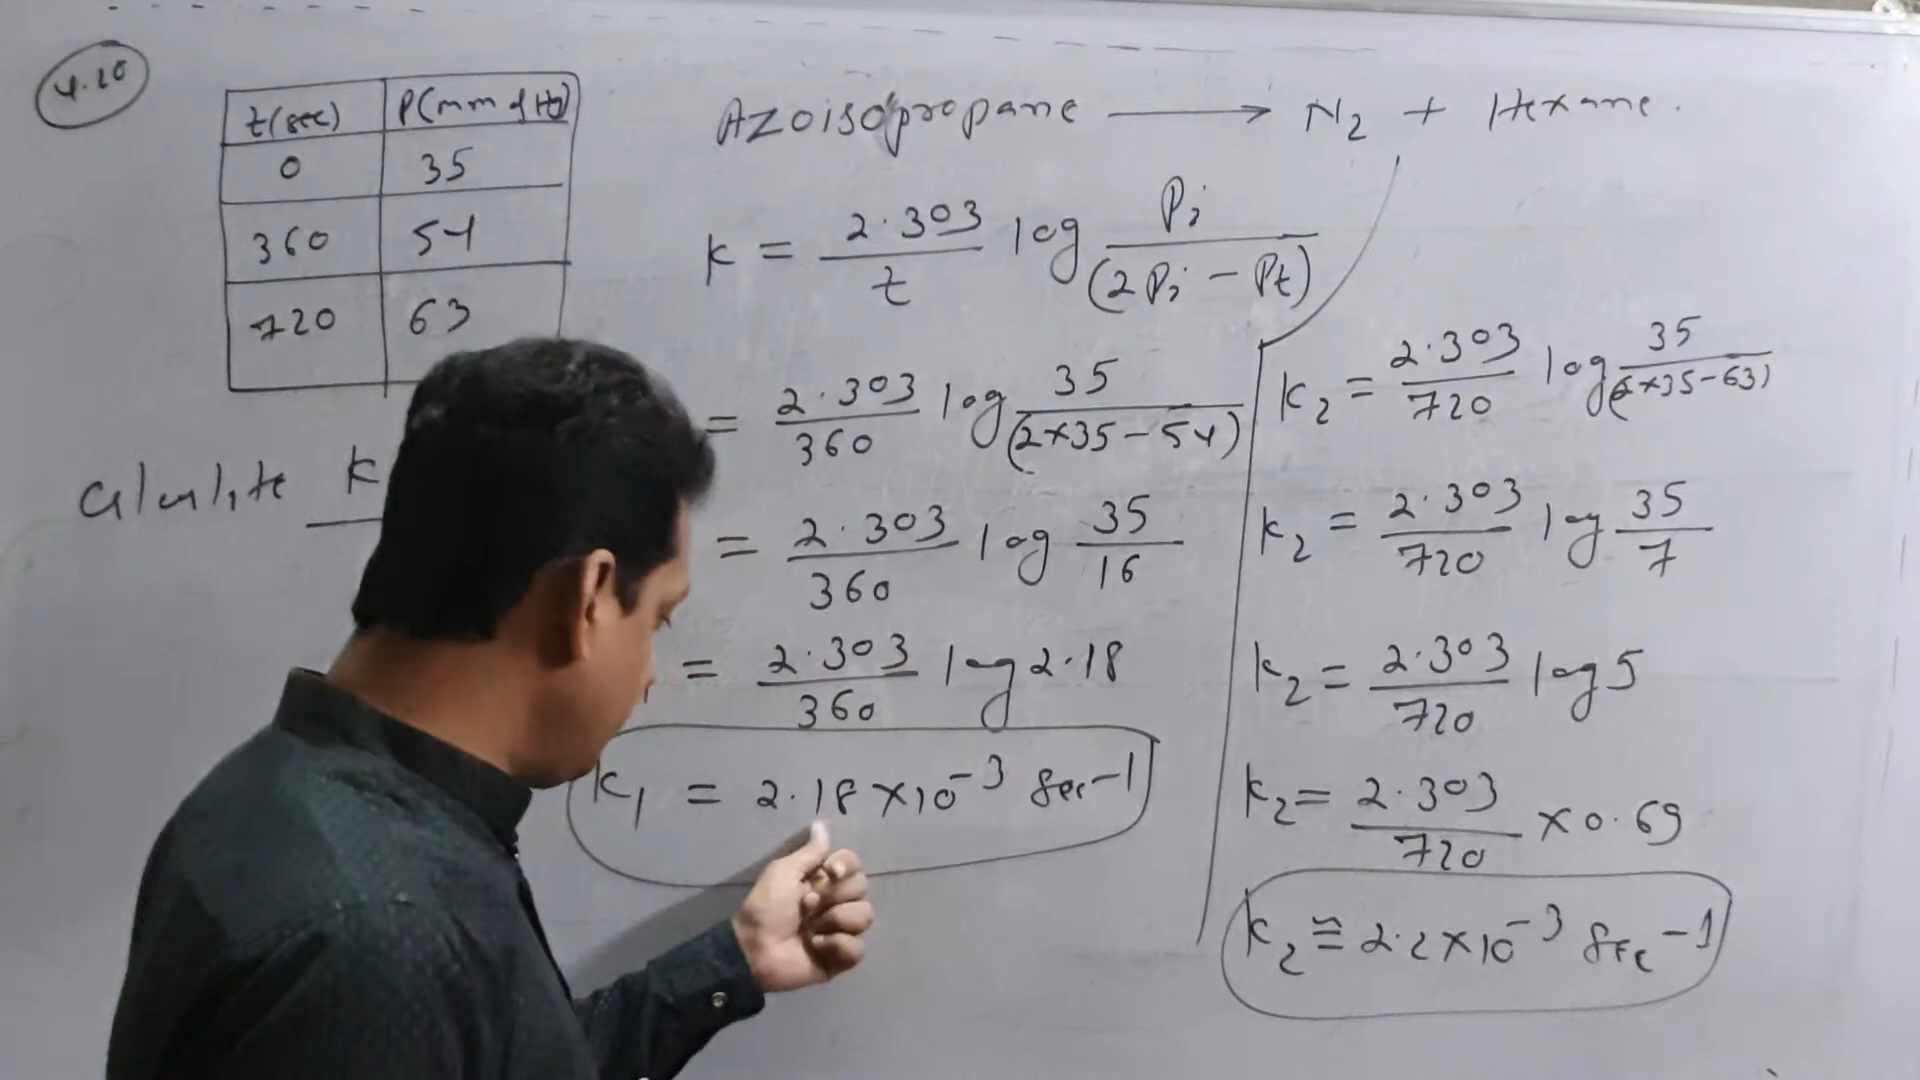 4.20
t(sec) P(mm of Hg)
0 35
360 54
720 63
Calculate K
Azoisopropane ⟶ N₂ + Hexane.
k = 2.303/t log Pi/(2Pi − Pt)
= 2.303/360 log 35/(2×35−54)
= 2.303/360 log 35/16
= 2.303/360 log 2.18
k₁ = 2.18 ×10⁻³ Sec⁻¹
k₂ = 2.303/720 log 35/(2×35−63)
k₂ = 2.303/720 log 35/7
k₂ = 2.303/720 log 5
k₂ = 2.303/720 × 0.69
k₂ ≅ 2.2×10⁻³ Sec⁻¹